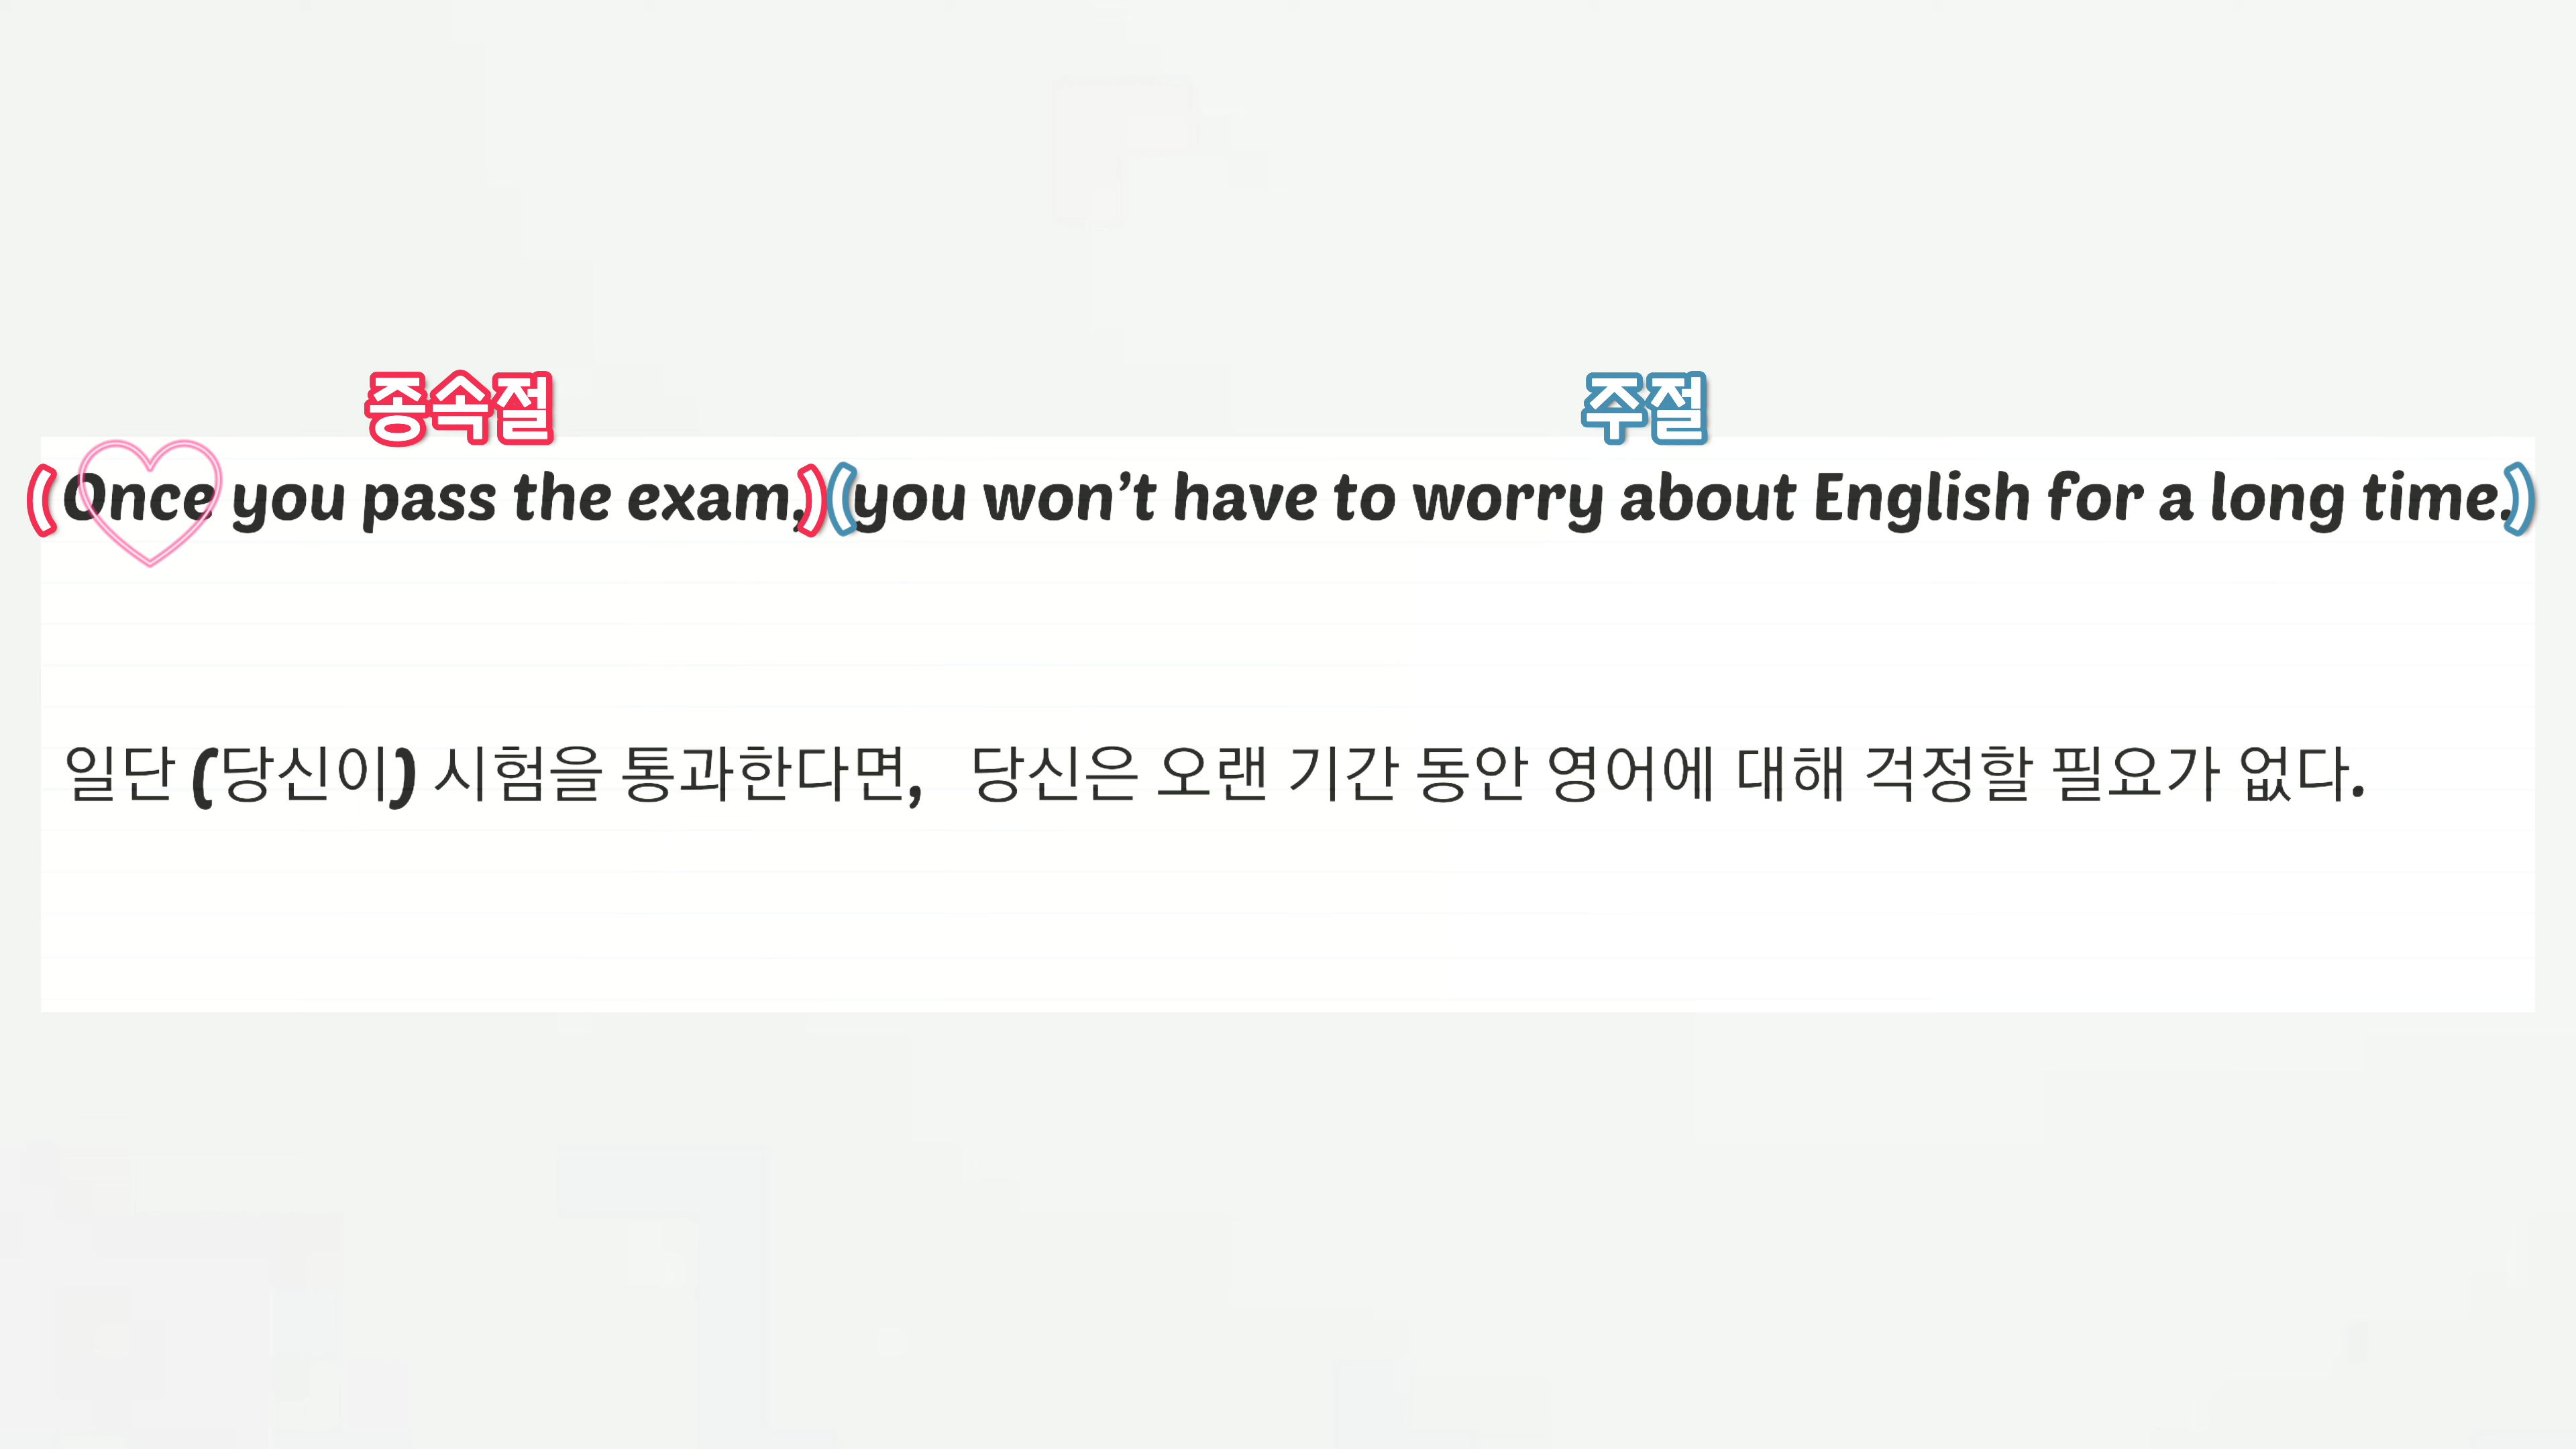 종속절 주절
(Once you pass the exam,) (you won’t have to worry about English for a long time.)
일단 (당신이) 시험을 통과한다면, 당신은 오랜 기간 동안 영어에 대해 걱정할 필요가 없다.